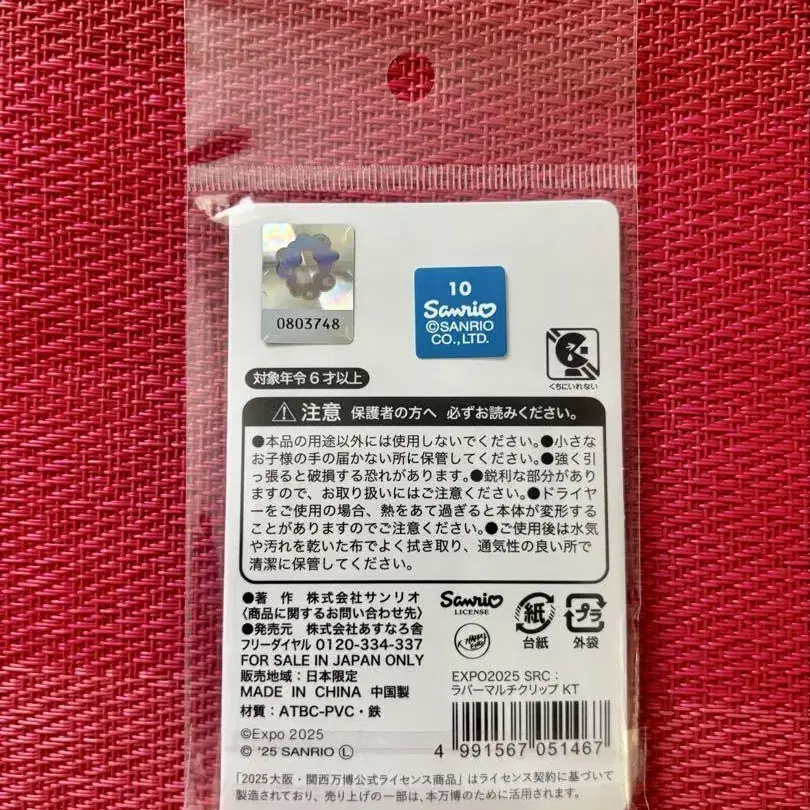 0803748
10
Sanrio
©SANRIO
CO.,LTD.
くちにいれない
対象年令6才以上
注意 保護者の方へ 必ずお読みください。
●本品の用途以外には使用しないでください。●小さな
お子様の手の届かない所に保管してください。●強く引
っ張ると破損する恐れがあります。●鋭利な部分があり
ますので、お取り扱いにはご注意ください。●ドライヤ
ーをご使用の場合、熱をあて過ぎると本体が変形する
ことがありますのでご注意ください。●ご使用後は水気
や汚れを乾いた布でよく拭き取り、通気性の良い所で
清潔に保管してください。
●著 作 株式会社サンリオ
〈商品に関するお問い合わせ先〉
●発売元 株式会社あすなろ舎
フリーダイヤル 0120-334-337
FOR SALE IN JAPAN ONLY
販売地域：日本限定
MADE IN CHINA 中国製
材質：ATBC-PVC・鉄
©Expo 2025
© '25 SANRIO Ⓛ
Sanrio
LICENSE
紙
台紙
プラ
外袋
EXPO2025 SRC：
ラバーマルチクリップ KT
4 991567 051467
「2025大阪・関西万博公式ライセンス商品」はライセンス契約に基づいて
製造されており、売り上げの一部は、本万博のために活用されます。